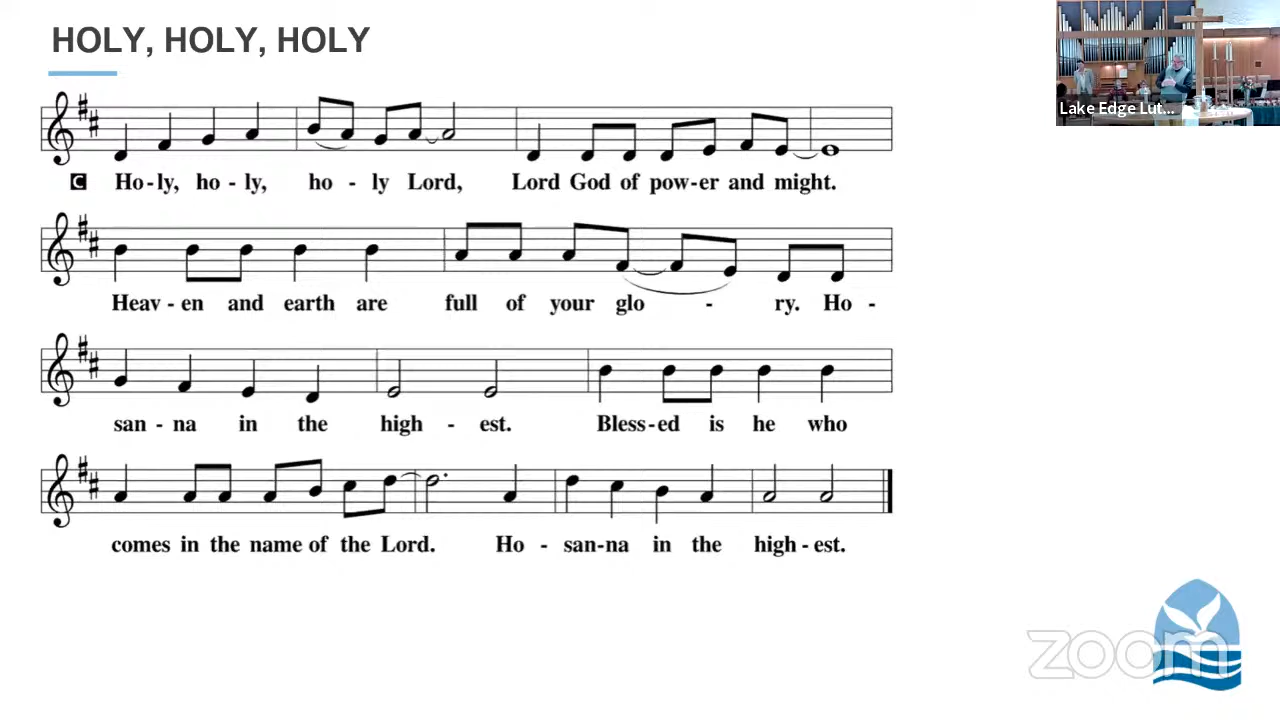 HOLY, HOLY, HOLY
Lake Edge Lut...
C Ho-ly, ho-ly, ho - ly Lord, Lord God of pow-er and might.
Heav-en and earth are full of your glo - ry. Ho -
san - na in the high - est. Bless-ed is he who
comes in the name of the Lord. Ho - san-na in the high-est.
zoom